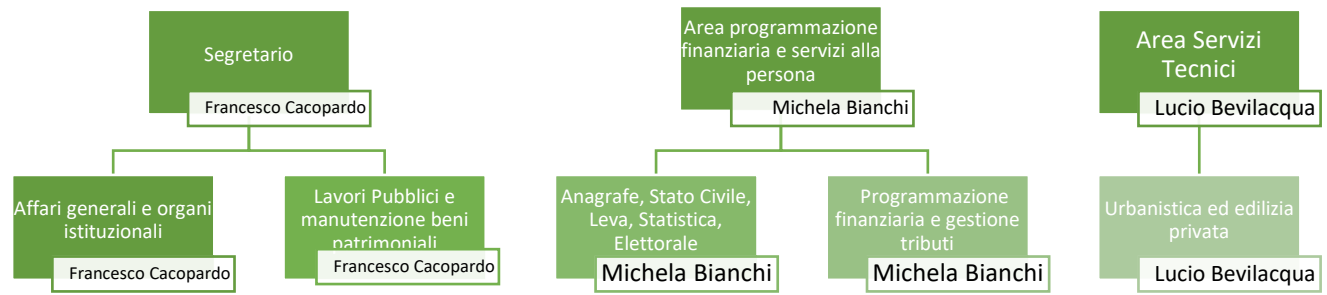 Segretario
Francesco Cacopardo
Area programmazione
finanziaria e servizi alla
persona
Michela Bianchi
Area Servizi
Tecnici
Lucio Bevilacqua
Affari generali e organi
istituzionali
Francesco Cacopardo
Lavori Pubblici e
manutenzione beni
patrimoniali
Francesco Cacopardo
Anagrafe, Stato Civile,
Leva, Statistica,
Elettorale
Michela Bianchi
Programmazione
finanziaria e gestione
tributi
Michela Bianchi
Urbanistica ed edilizia
privata
Lucio Bevilacqua